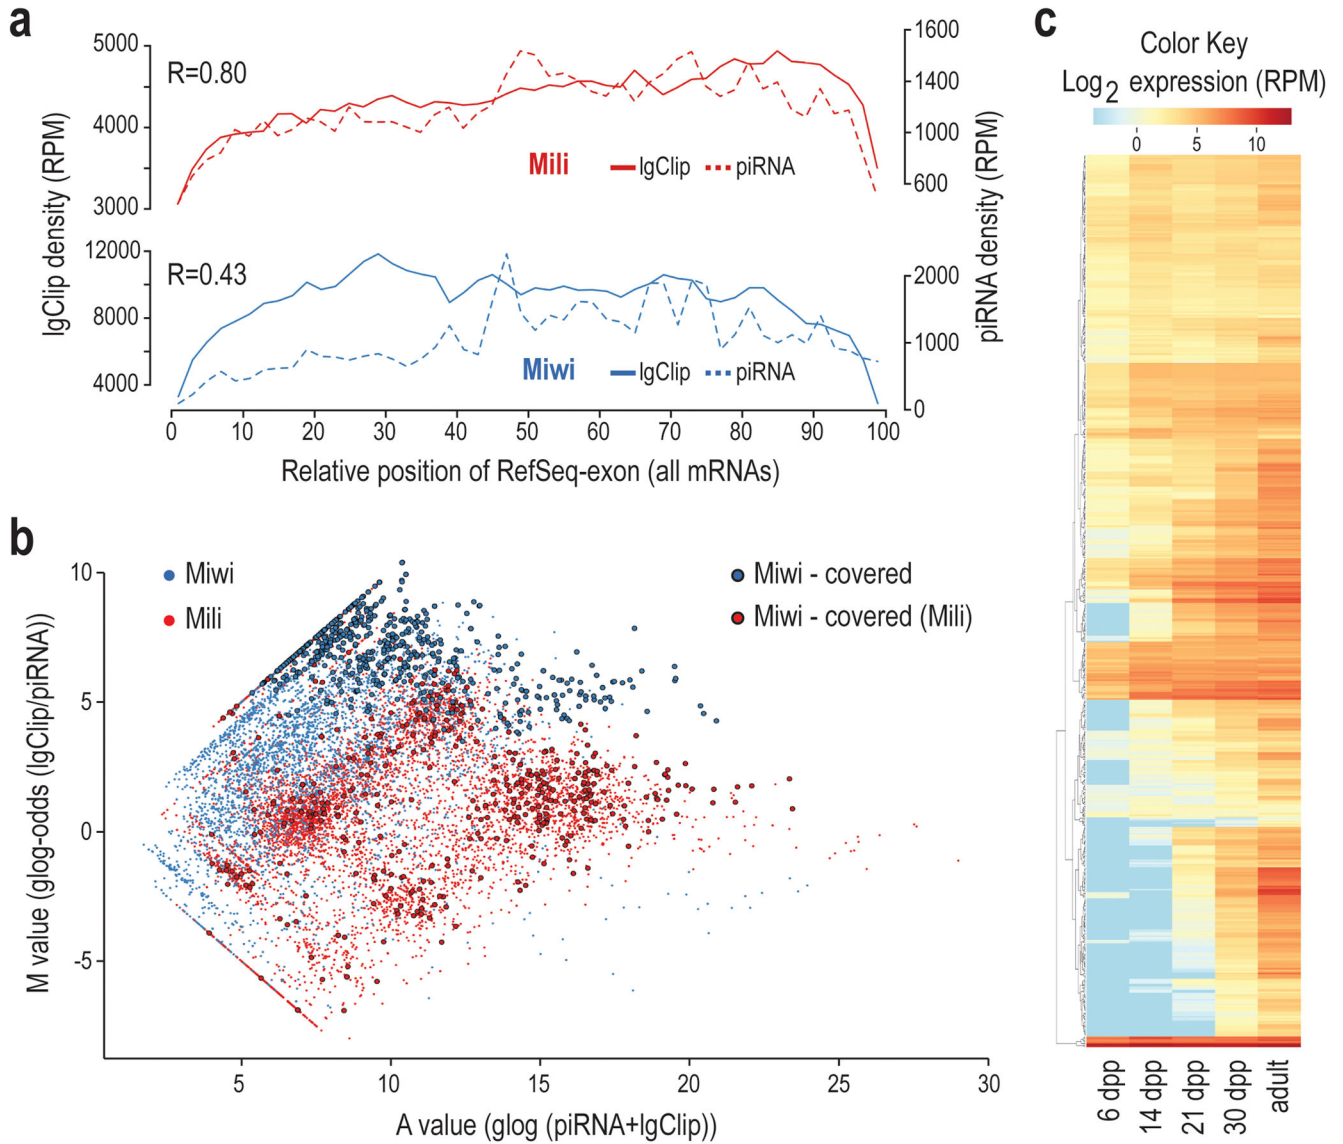 a
5000
4000
3000
lgClip density (RPM)
R=0.80
Mili
lgClip
piRNA
1600
1400
1000
600
piRNA density (RPM)
12000
8000
4000
R=0.43
Miwi
lgClip
piRNA
2000
1000
0
0 10 20 30 40 50 60 70 80 90 100
Relative position of RefSeq-exon (all mRNAs)
b
Miwi
Mili
Miwi - covered
Miwi - covered (Mili)
10
5
0
-5
M value (glog-odds (lgClip/piRNA))
5 10 15 20 25 30
A value (glog (piRNA+lgClip))
c
Color Key
Log2 expression (RPM)
0 5 10
6 dpp
14 dpp
21 dpp
30 dpp
adult